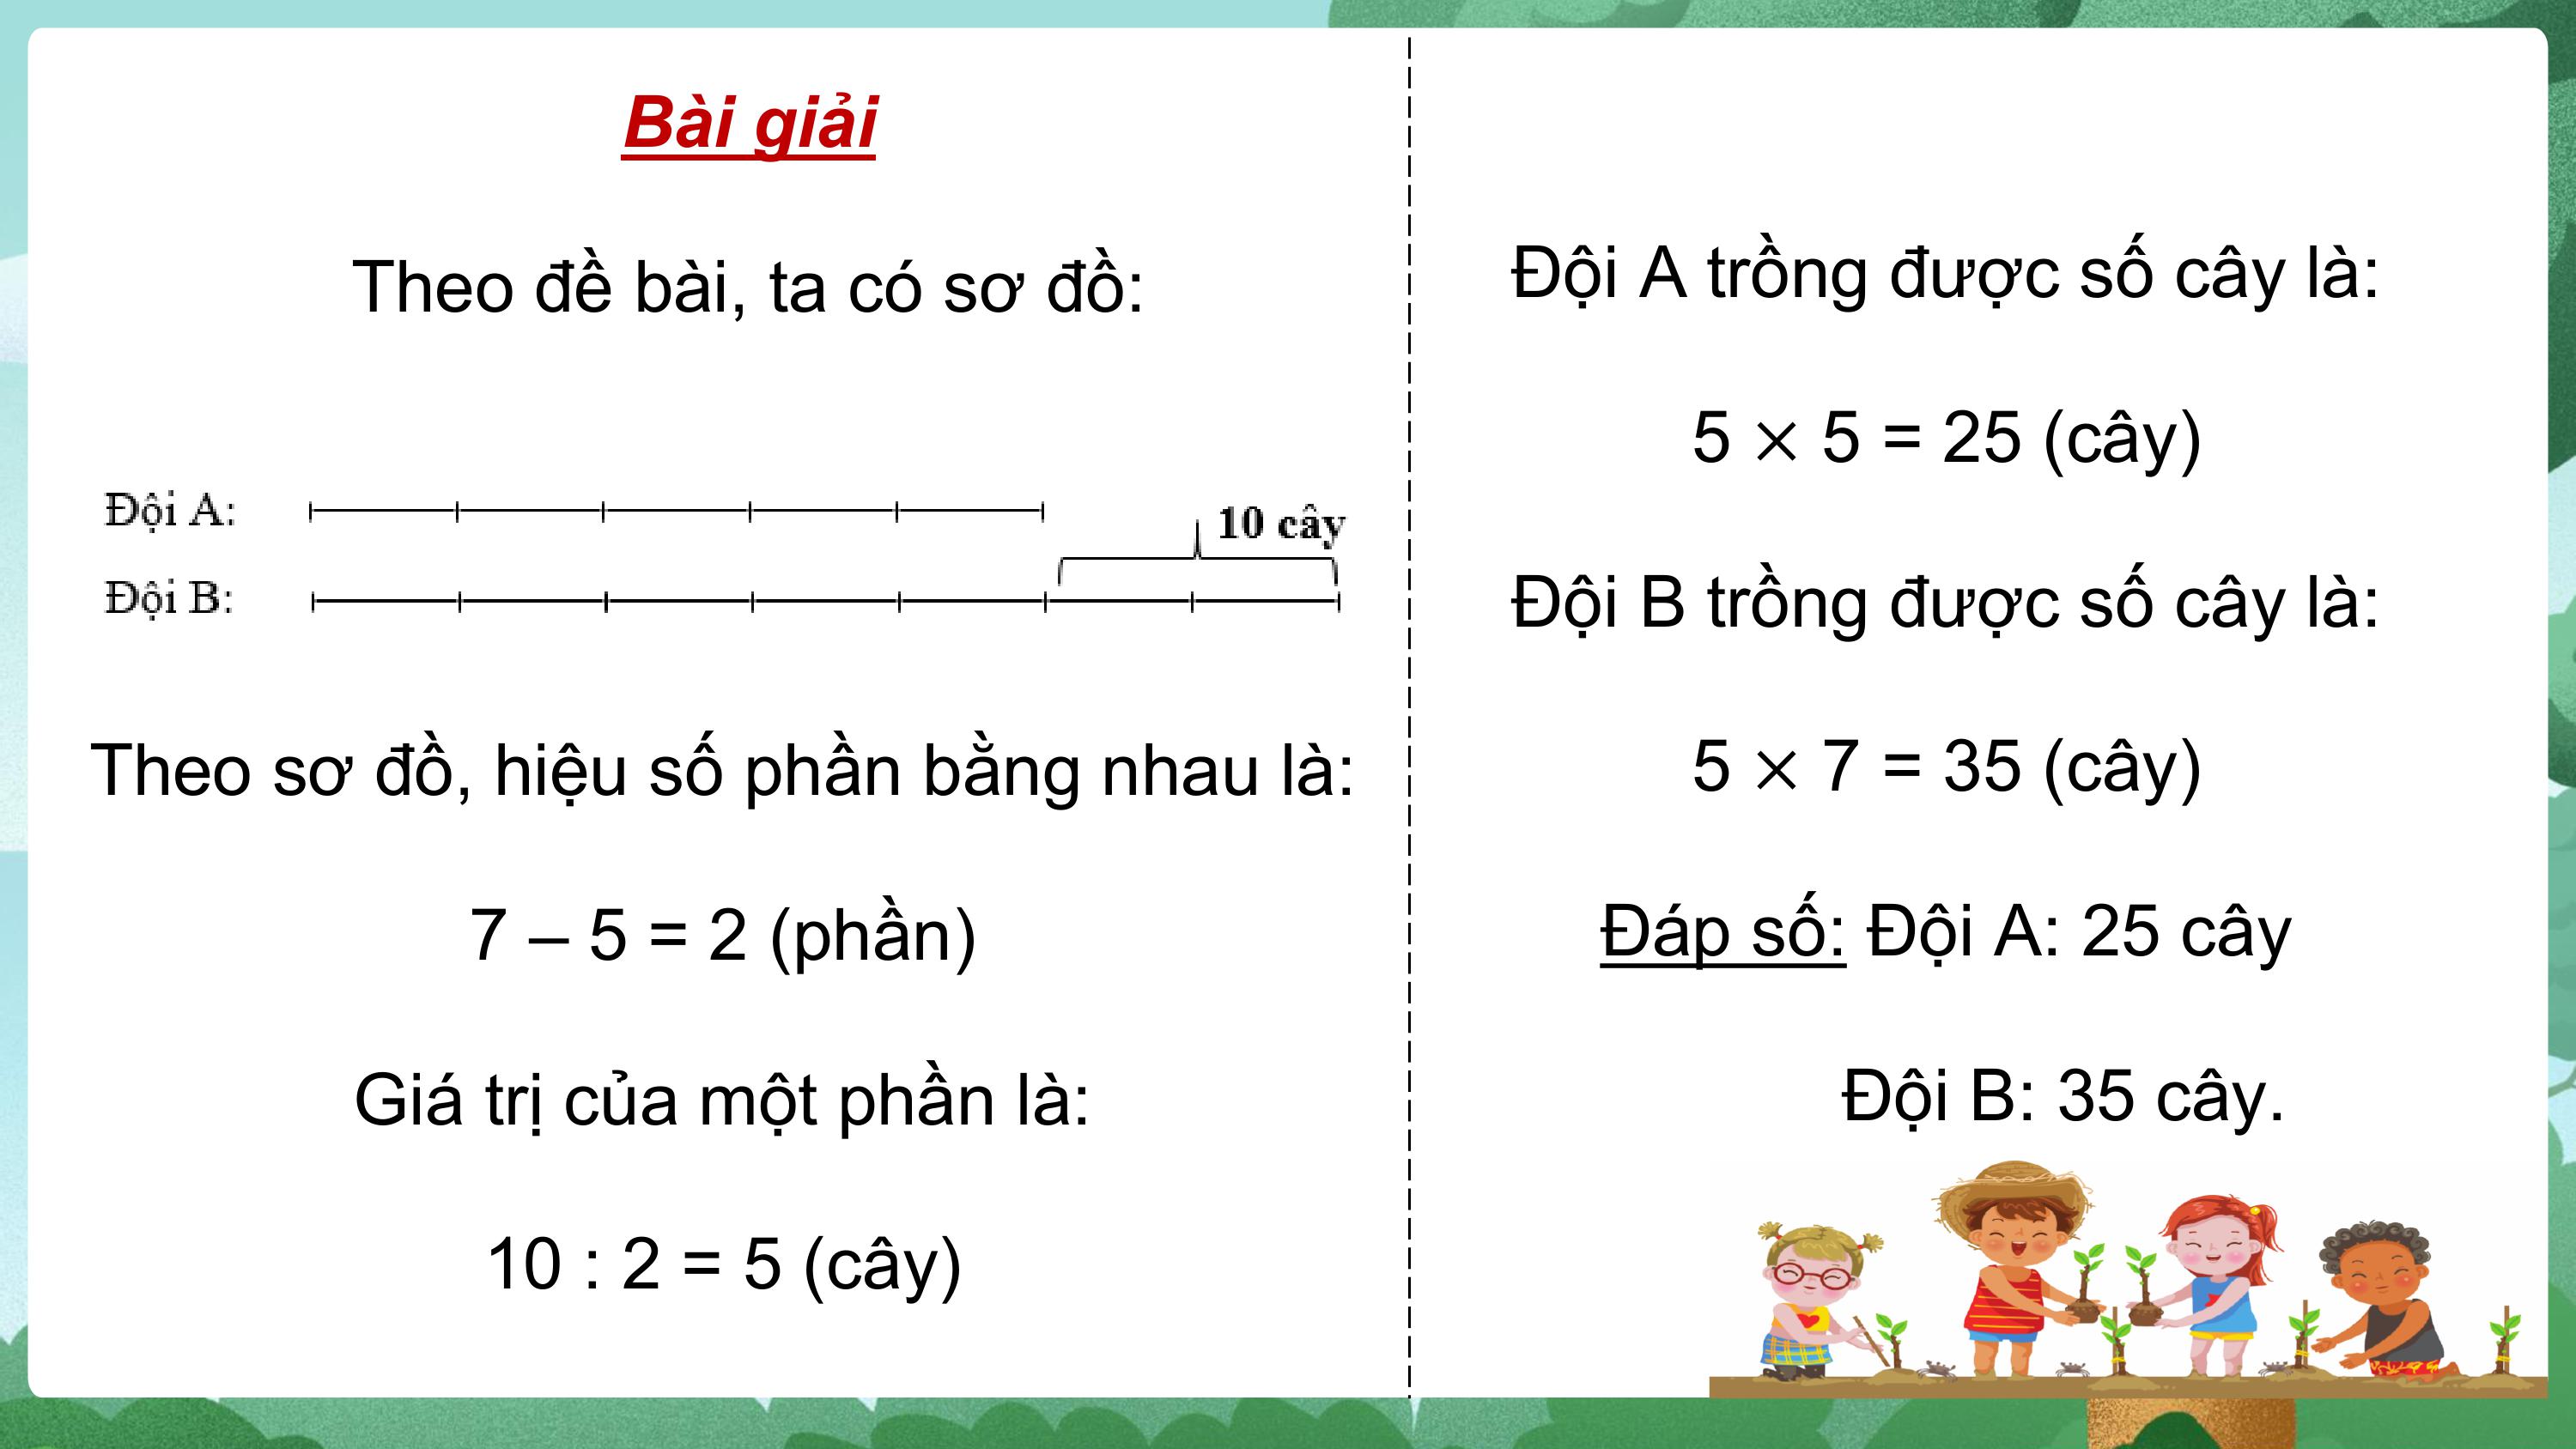 Bài giải
Theo đề bài, ta có sơ đồ:
Đội A:
10 cây
Đội B:
Theo sơ đồ, hiệu số phần bằng nhau là:
7 – 5 = 2 (phần)
Giá trị của một phần là:
10 : 2 = 5 (cây)
Đội A trồng được số cây là:
5 × 5 = 25 (cây)
Đội B trồng được số cây là:
5 × 7 = 35 (cây)
Đáp số: Đội A: 25 cây
Đội B: 35 cây.